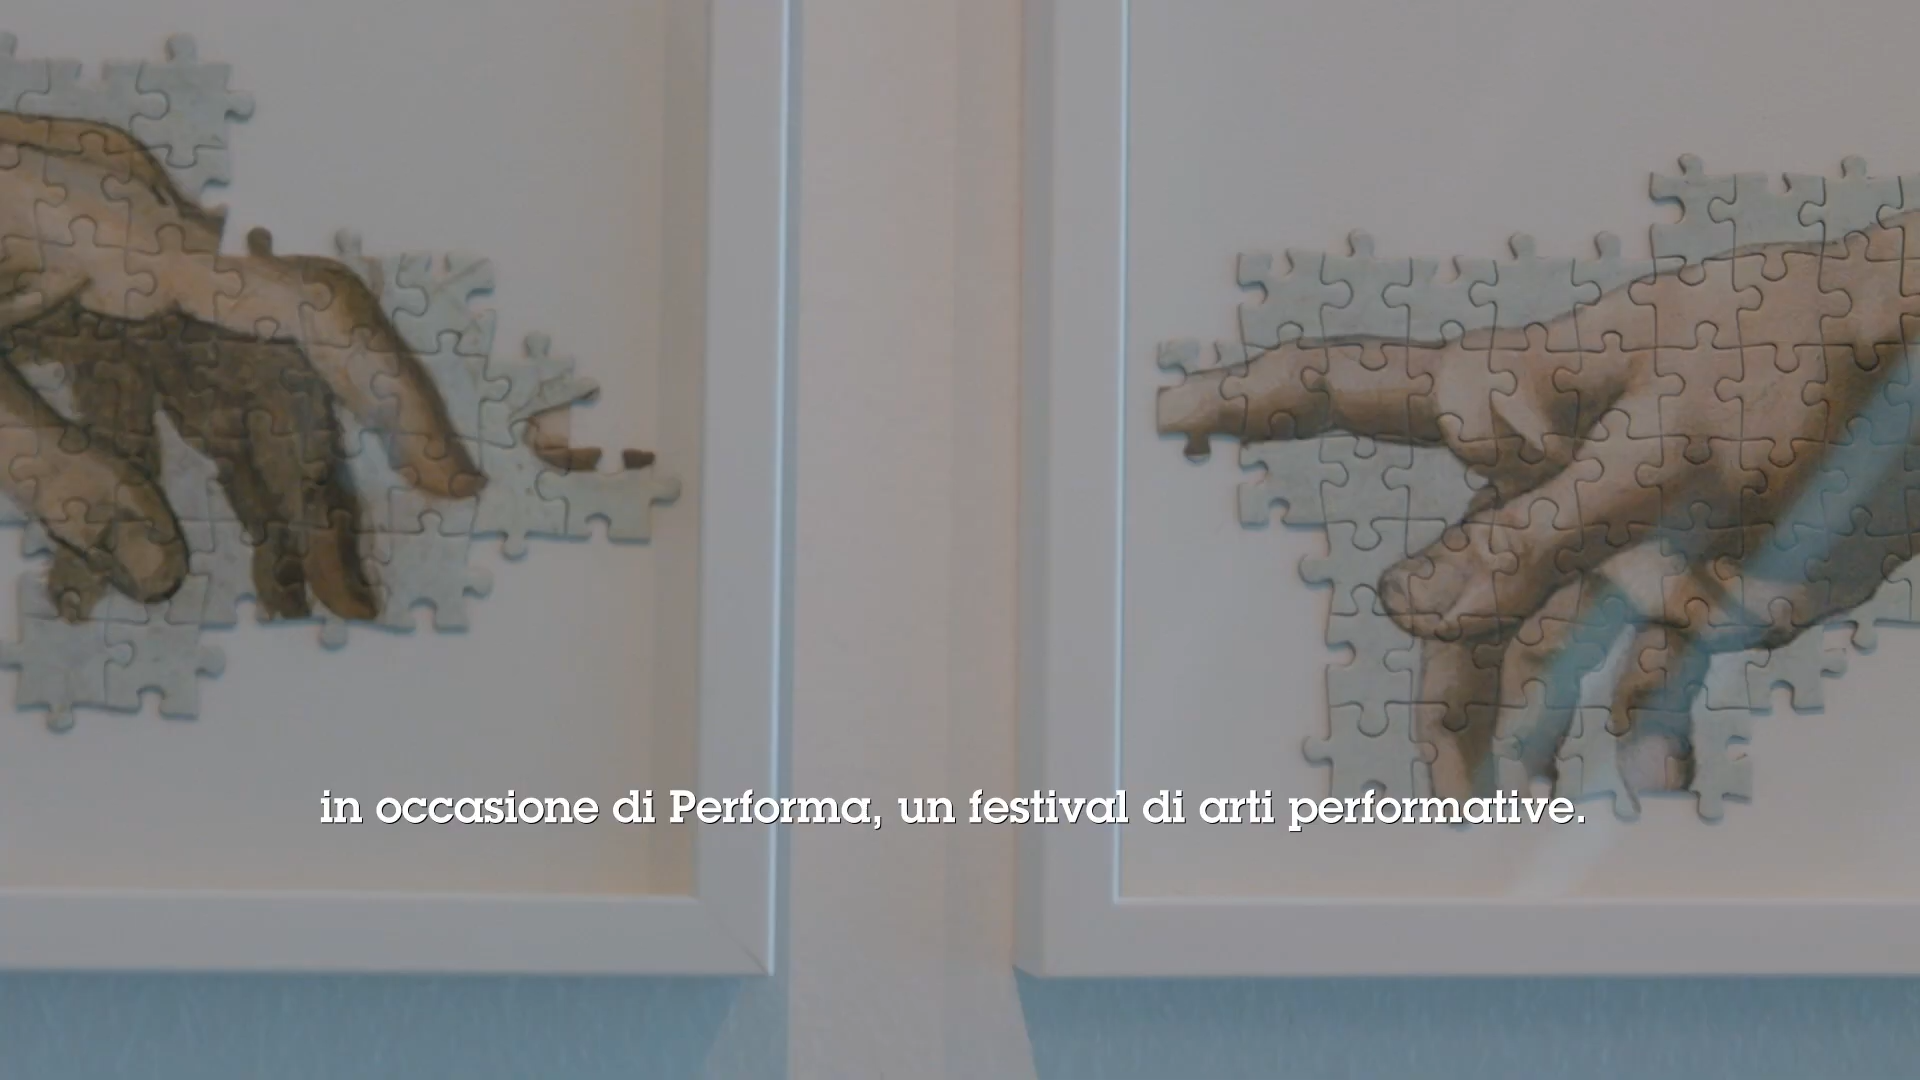 in occasione di Performa, un festival di arti performative.